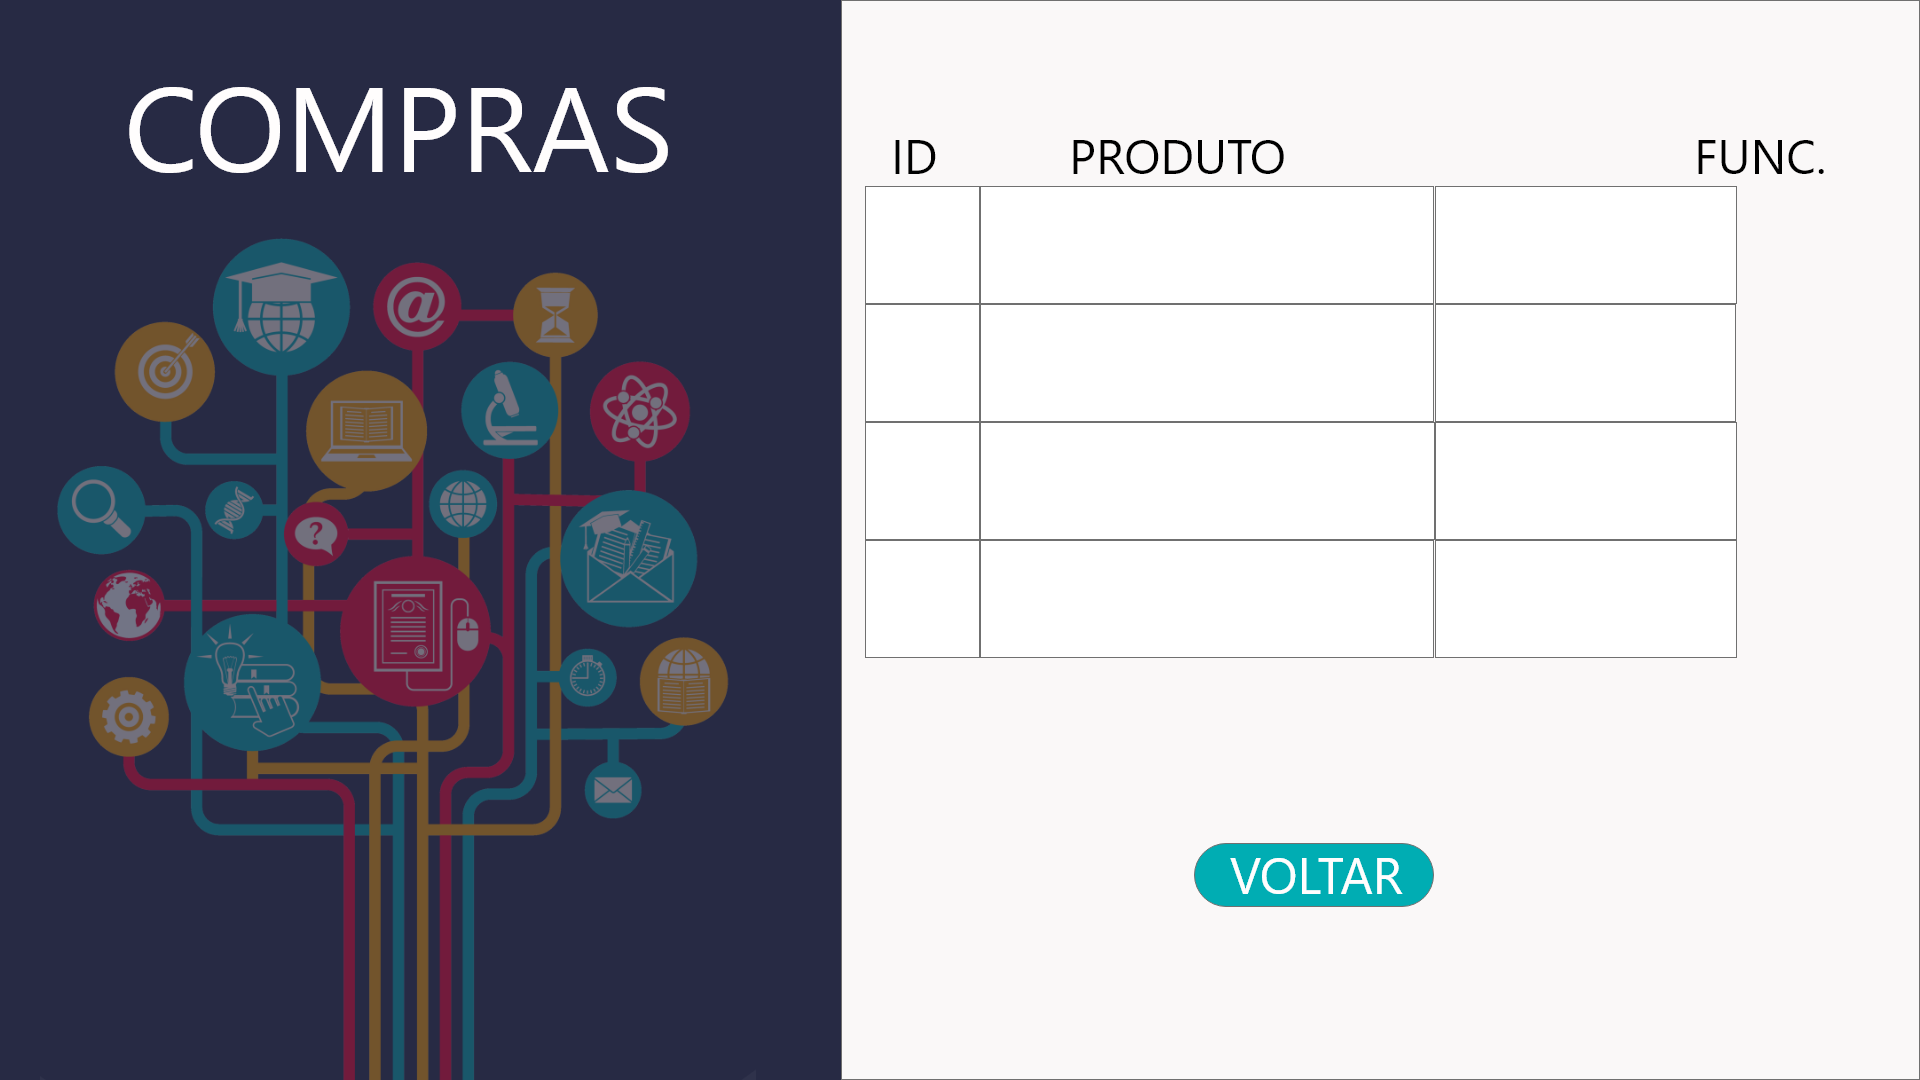 COMPRAS
ID PRODUTO FUNC.
@
?
VOLTAR